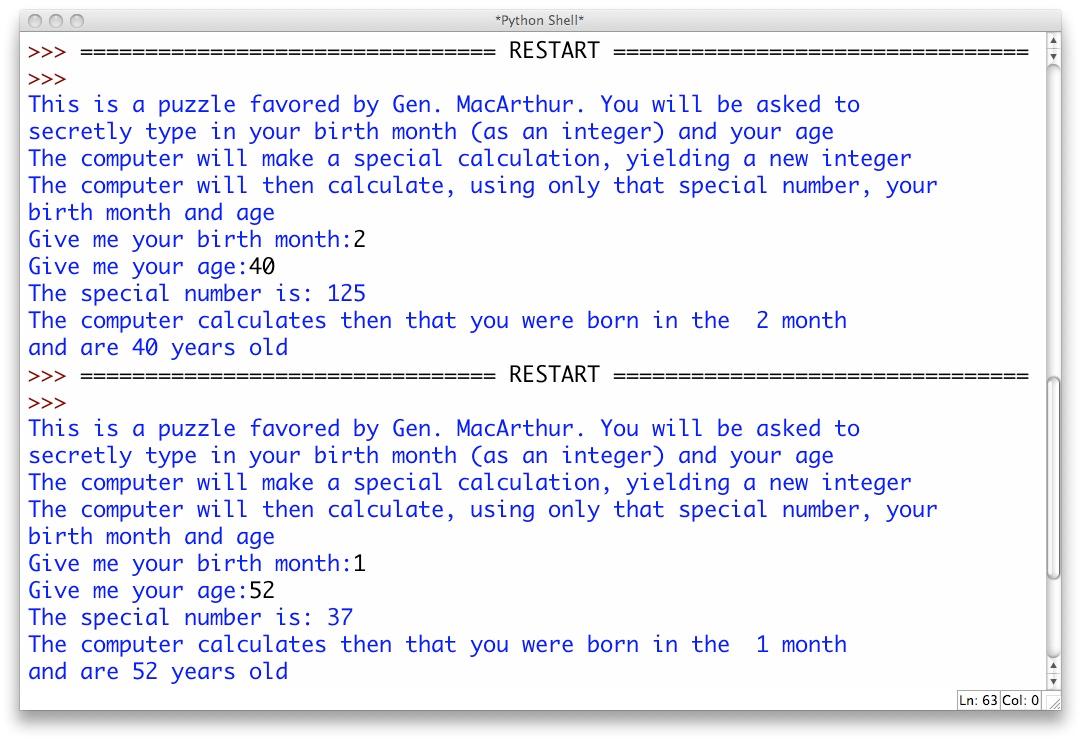 *Python Shell*
>>> ================================ RESTART ================================
>>>
This is a puzzle favored by Gen. MacArthur. You will be asked to
secretly type in your birth month (as an integer) and your age
The computer will make a special calculation, yielding a new integer
The computer will then calculate, using only that special number, your
birth month and age
Give me your birth month:2
Give me your age:40
The special number is: 125
The computer calculates then that you were born in the  2 month
and are 40 years old
>>> ================================ RESTART ================================
>>>
This is a puzzle favored by Gen. MacArthur. You will be asked to
secretly type in your birth month (as an integer) and your age
The computer will make a special calculation, yielding a new integer
The computer will then calculate, using only that special number, your
birth month and age
Give me your birth month:1
Give me your age:52
The special number is: 37
The computer calculates then that you were born in the  1 month
and are 52 years old
Ln: 63 Col: 0